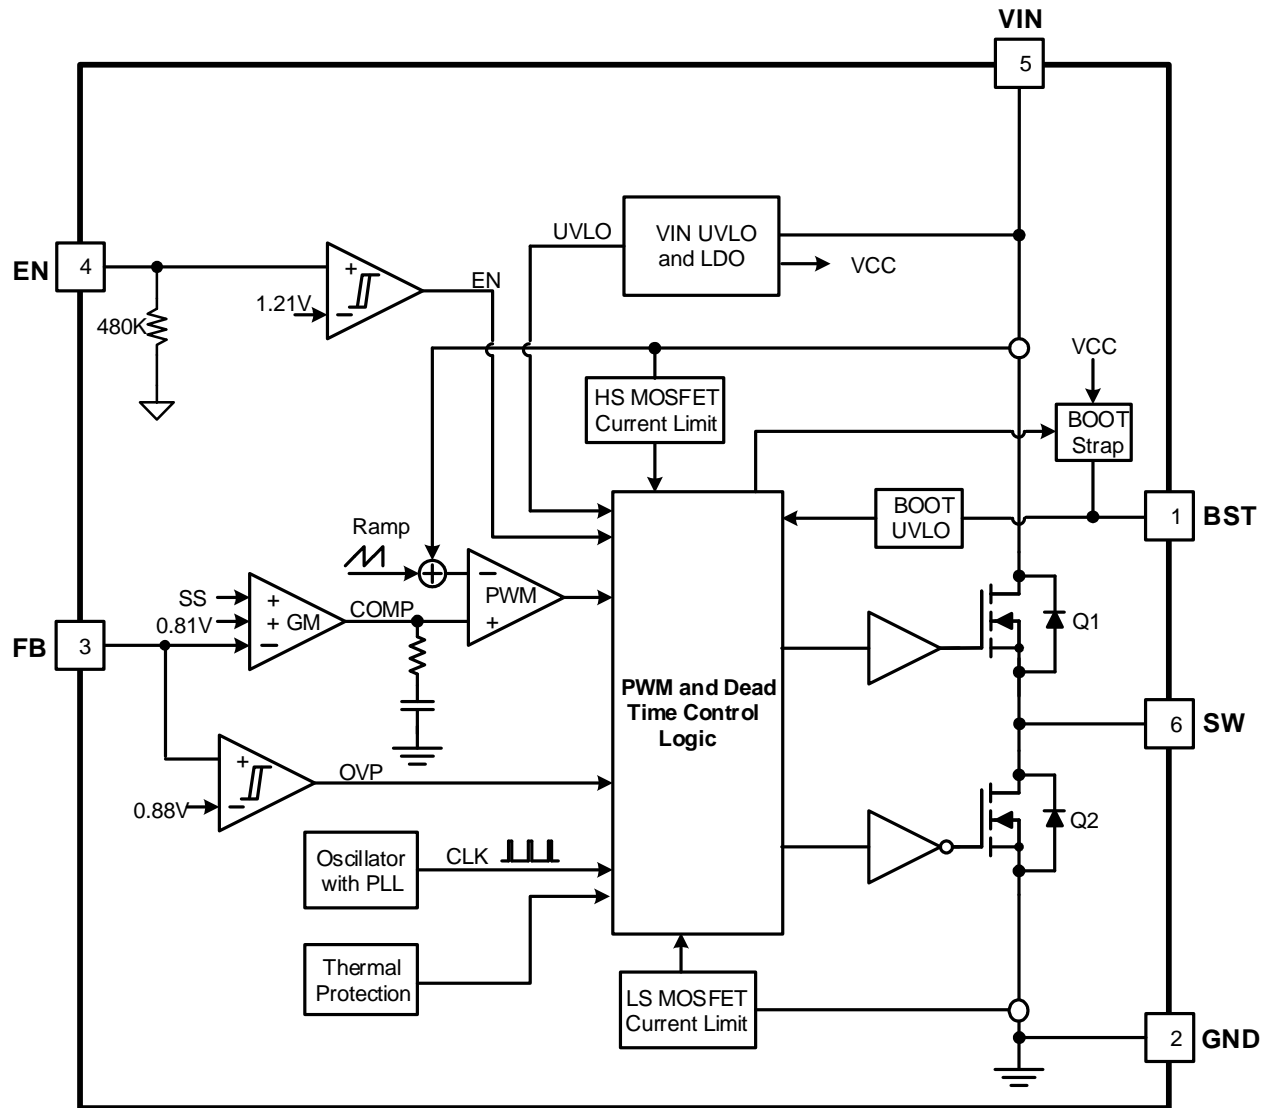 VIN
5
UVLO
VIN UVLO
and LDO
VCC
EN
4
EN
1.21V
480K
+
−
HS MOSFET
Current Limit
VCC
BOOT
Strap
BOOT
UVLO
1
BST
Ramp
+
−
PWM
+
SS
0.81V
+
+
GM
−
COMP
FB
3
Q1
PWM and Dead
Time Control
Logic
6
SW
+
−
OVP
0.88V
Q2
Oscillator
with PLL
CLK
Thermal
Protection
LS MOSFET
Current Limit
2
GND